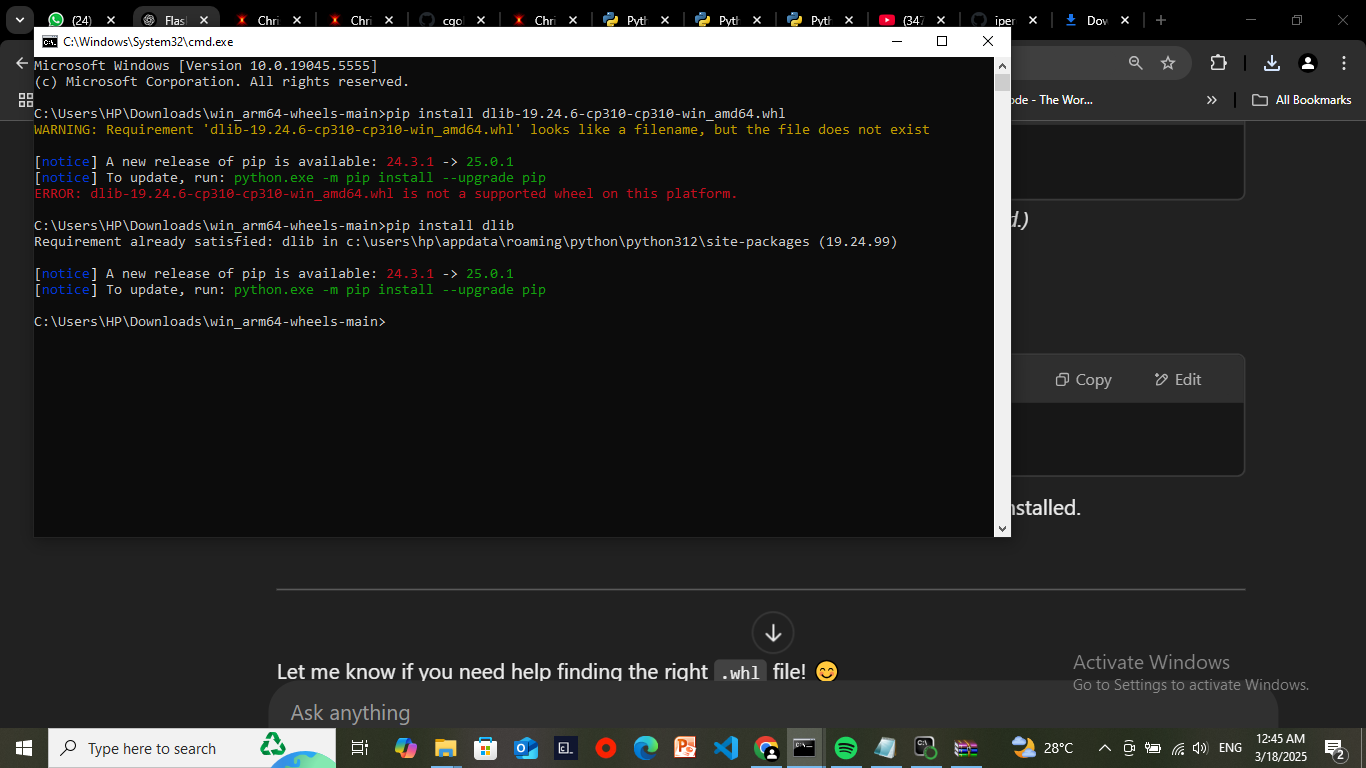 (24)
Flas
Chri
Chri
cgo
Chri
Pyth
Pyth
Pyth
(347
iper
Dov
C:\Windows\System32\cmd.exe
Microsoft Windows [Version 10.0.19045.5555]
(c) Microsoft Corporation. All rights reserved.
ode - The Wor...
»
All Bookmarks
C:\Users\HP\Downloads\win_arm64-wheels-main>pip install dlib-19.24.6-cp310-cp310-win_amd64.whl
WARNING: Requirement 'dlib-19.24.6-cp310-cp310-win_amd64.whl' looks like a filename, but the file does not exist
[notice] A new release of pip is available: 24.3.1 -> 25.0.1
[notice] To update, run: python.exe -m pip install --upgrade pip
ERROR: dlib-19.24.6-cp310-cp310-win_amd64.whl is not a supported wheel on this platform.
d.)
C:\Users\HP\Downloads\win_arm64-wheels-main>pip install dlib
Requirement already satisfied: dlib in c:\users\hp\appdata\roaming\python\python312\site-packages (19.24.99)
[notice] A new release of pip is available: 24.3.1 -> 25.0.1
[notice] To update, run: python.exe -m pip install --upgrade pip
C:\Users\HP\Downloads\win_arm64-wheels-main>
Copy
Edit
nstalled.
Let me know if you need help finding the right .whl file! 😊
Activate Windows
Go to Settings to activate Windows.
Ask anything
Type here to search
28°C
ENG
12:45 AM
3/18/2025
2